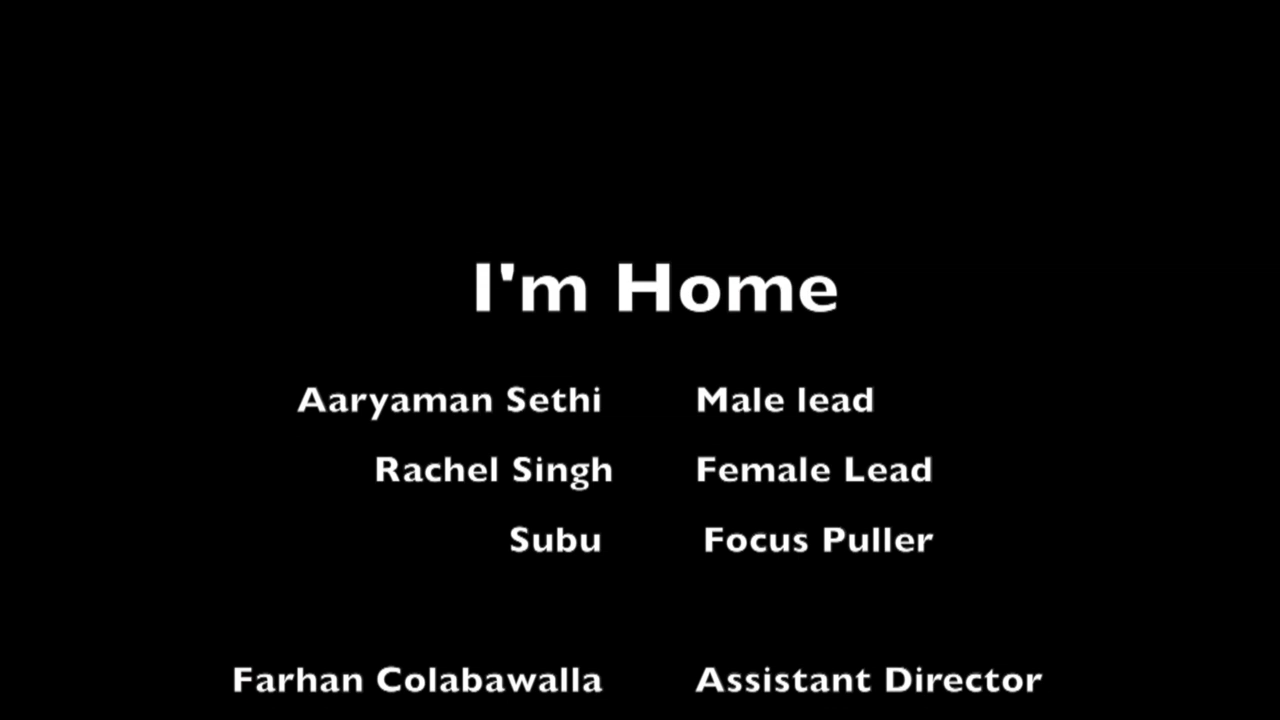 I'm Home
Aaryaman Sethi Male lead
Rachel Singh Female Lead
Subu Focus Puller
Farhan Colabawalla Assistant Director